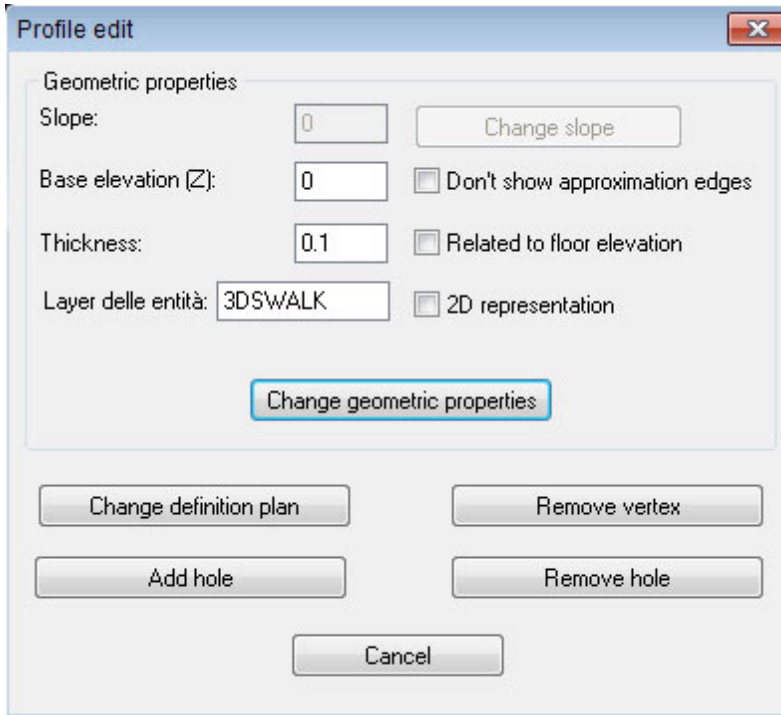 Profile edit
Geometric properties
Slope: 0 Change slope
Base elevation (Z): 0 Don't show approximation edges
Thickness: 0.1 Related to floor elevation
Layer delle entità: 3DSWALK 2D representation
Change geometric properties
Change definition plan Remove vertex
Add hole Remove hole
Cancel